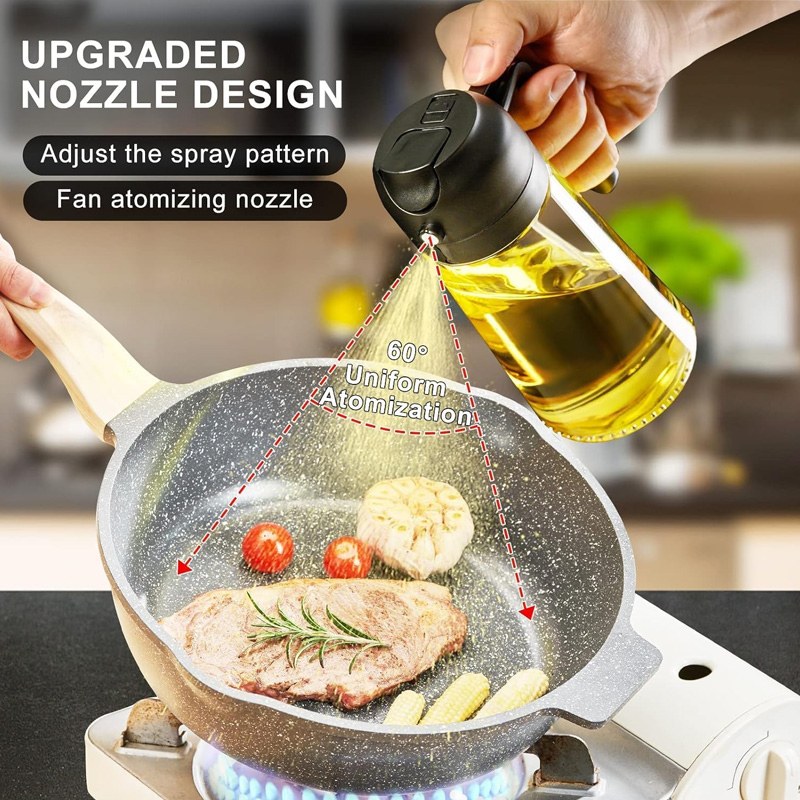 UPGRADED
NOZZLE DESIGN
Adjust the spray pattern
Fan atomizing nozzle
60°
Uniform
Atomization